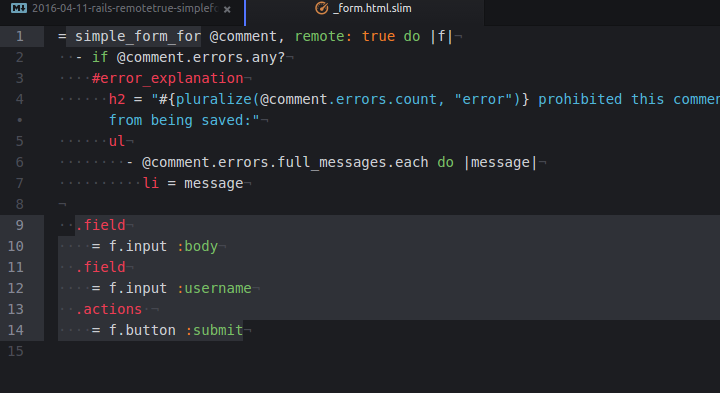 2016-04-11-rails-remotetrue-simplefo
_form.html.slim
1 = simple_form_for @comment, remote: true do |f|¬
2 - if @comment.errors.any?¬
3 #error_explanation¬
4 h2 = "#{pluralize(@comment.errors.count, "error")} prohibited this comme
• from being saved:"¬
5 ul¬
6 - @comment.errors.full_messages.each do |message|¬
7 li = message¬
8 ¬
9 .field¬
10 = f.input :body¬
11 .field¬
12 = f.input :username¬
13 .actions ¬
14 = f.button :submit¬
15